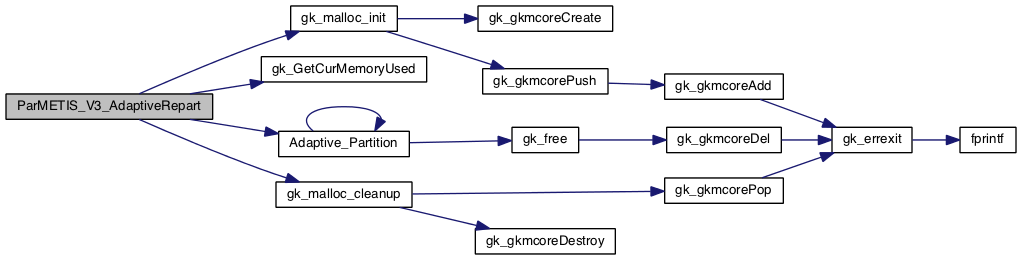 gk_malloc_init
gk_gkmcoreCreate
gk_GetCurMemoryUsed
gk_gkmcorePush
gk_gkmcoreAdd
ParMETIS_V3_AdaptiveRepart
Adaptive_Partition
gk_free
gk_gkmcoreDel
gk_errexit
fprintf
gk_malloc_cleanup
gk_gkmcorePop
gk_gkmcoreDestroy